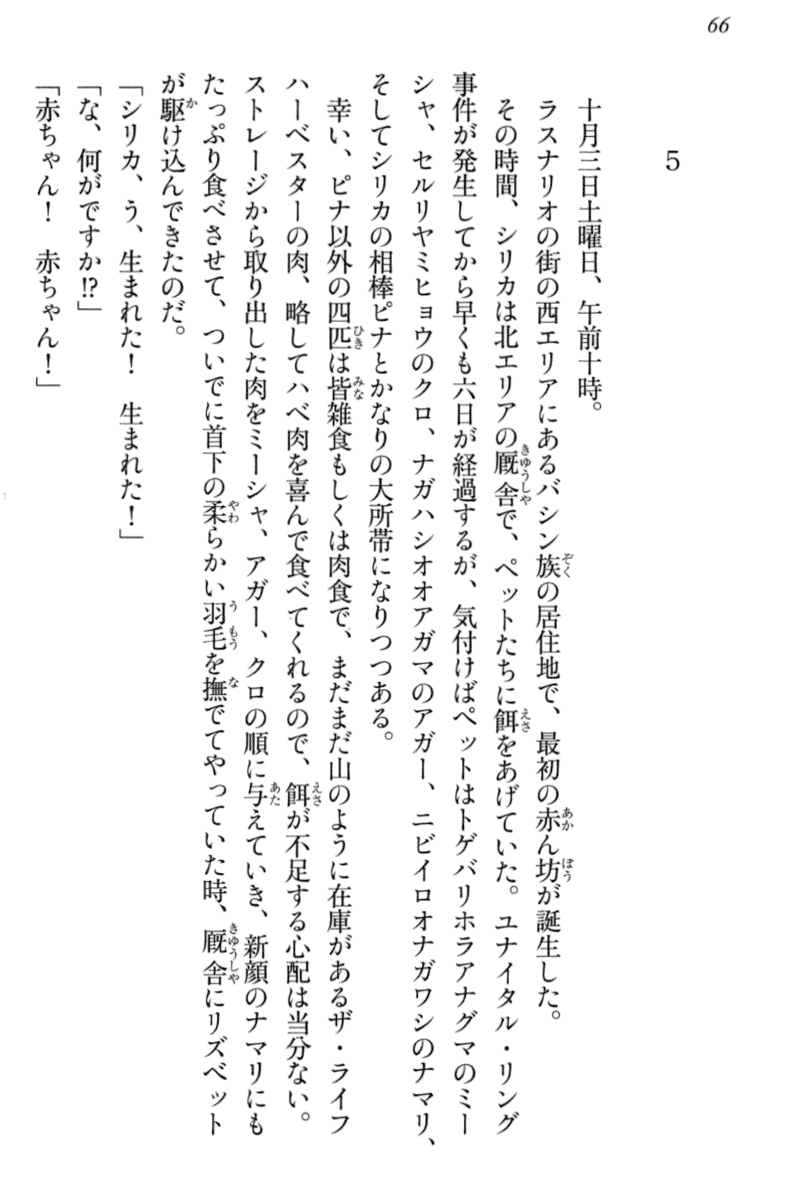 66
5
十月三日土曜日、午前十時。
ラスナリオの街の西エリアにあるバシン族の居住地で、最初の赤ん坊が誕生した。
その時間、シリカは北エリアの厩舎で、ペットたちに餌をあげていた。ユナイタル・リング
事件が発生してから早くも六日が経過するが、気付けばペットはトゲバリホラアナグマのミー
シャ、セルリヤミヒョウのクロ、ナガハシオオアガマのアガー、ニビイロオナガワシのナマリ、
そしてシリカの相棒ピナとかなりの大所帯になりつつある。
幸い、ピナ以外の四匹は皆雑食もしくは肉食で、まだまだ山のように在庫があるザ・ライフ
ハーベスターの肉、略してハベ肉を喜んで食べてくれるので、餌が不足する心配は当分ない。
ストレージから取り出した肉をミーシャ、アガー、クロの順に与えていき、新顔のナマリにも
たっぷり食べさせて、ついでに首下の柔らかい羽毛を撫でてやっていた時、厩舎にリズベット
が駆け込んできたのだ。
「シリカ、う、生まれた!　生まれた!」
「な、何がですか!?」
「赤ちゃん!　赤ちゃん!」